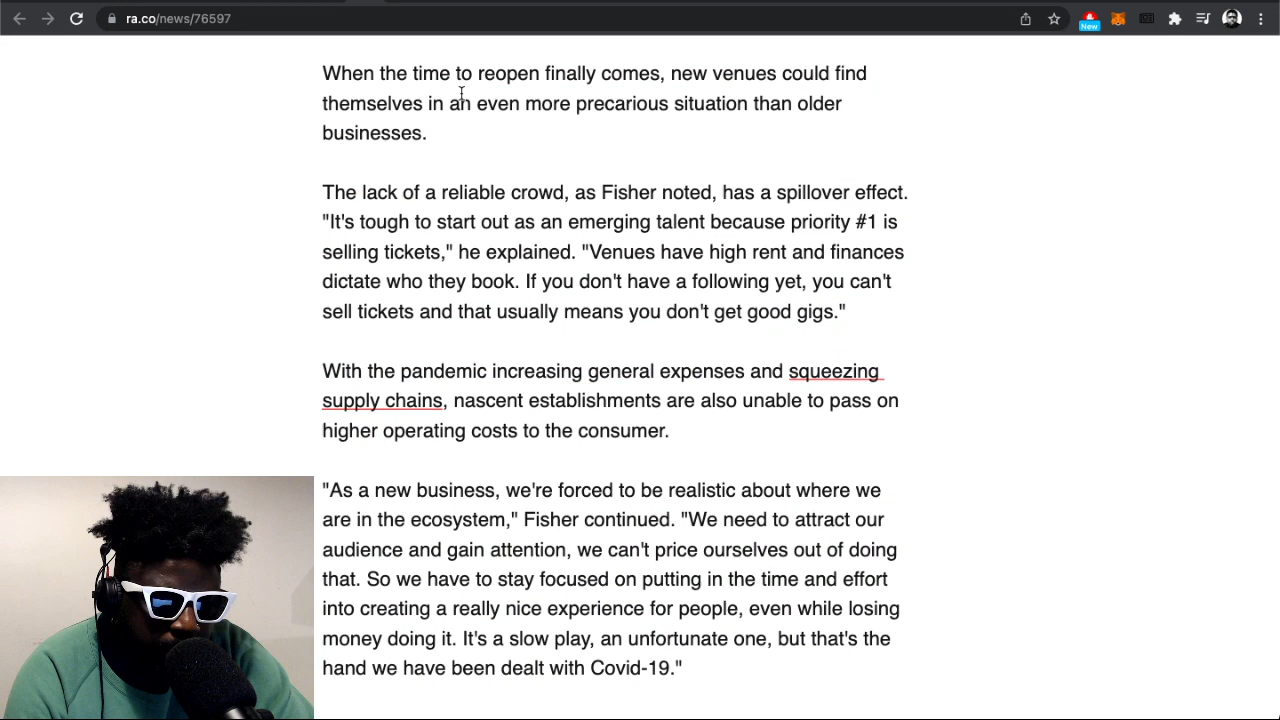 ra.co/news/76597
New
When the time to reopen finally comes, new venues could find
themselves in an even more precarious situation than older
businesses.
The lack of a reliable crowd, as Fisher noted, has a spillover effect.
"It's tough to start out as an emerging talent because priority #1 is
selling tickets," he explained. "Venues have high rent and finances
dictate who they book. If you don't have a following yet, you can't
sell tickets and that usually means you don't get good gigs."
With the pandemic increasing general expenses and squeezing
supply chains, nascent establishments are also unable to pass on
higher operating costs to the consumer.
"As a new business, we're forced to be realistic about where we
are in the ecosystem," Fisher continued. "We need to attract our
audience and gain attention, we can't price ourselves out of doing
that. So we have to stay focused on putting in the time and effort
into creating a really nice experience for people, even while losing
money doing it. It's a slow play, an unfortunate one, but that's the
hand we have been dealt with Covid-19."